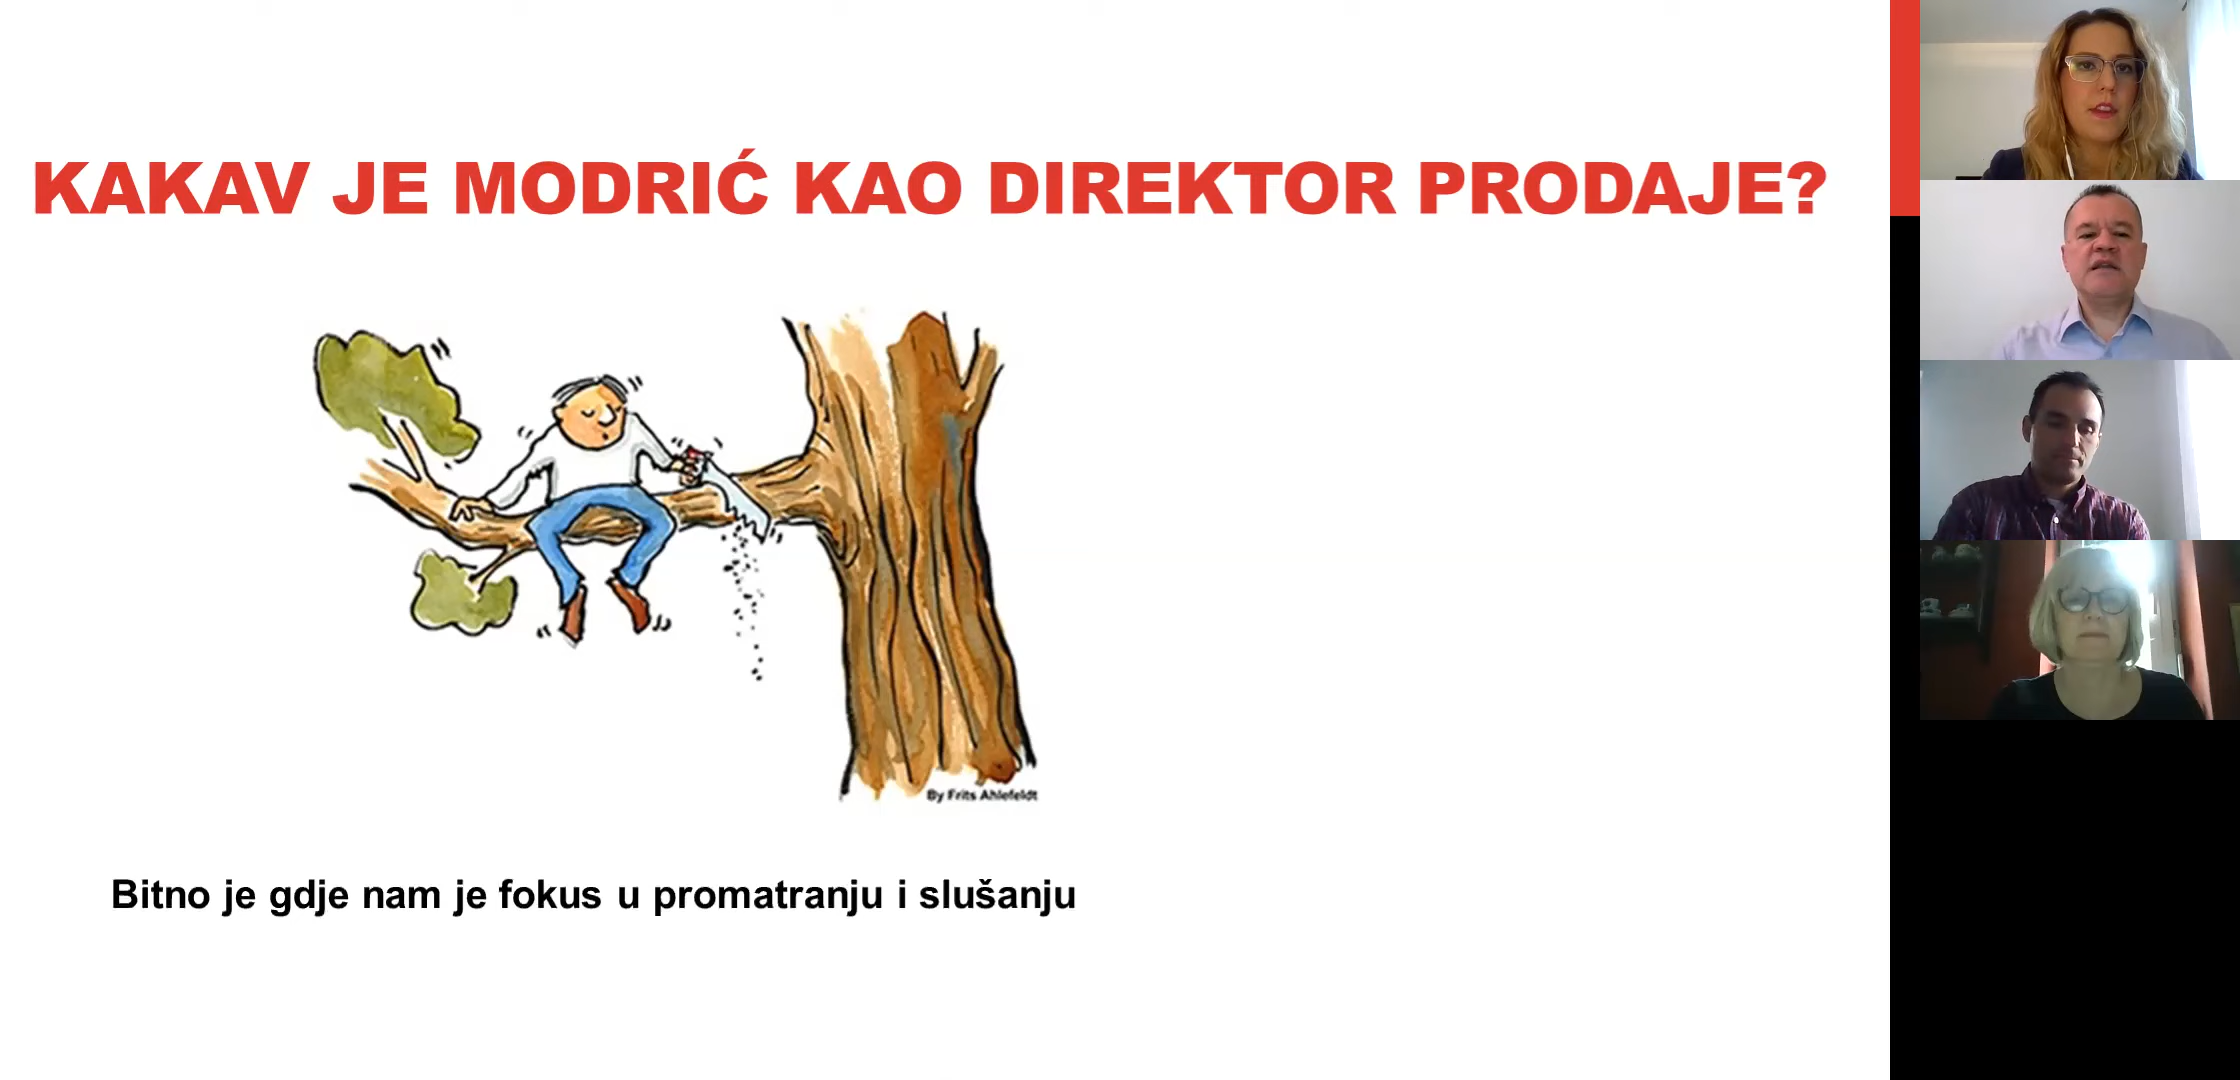 KAKAV JE MODRIĆ KAO DIREKTOR PRODAJE?
By Frits Ahlefeldt
Bitno je gdje nam je fokus u promatranju i slušanju